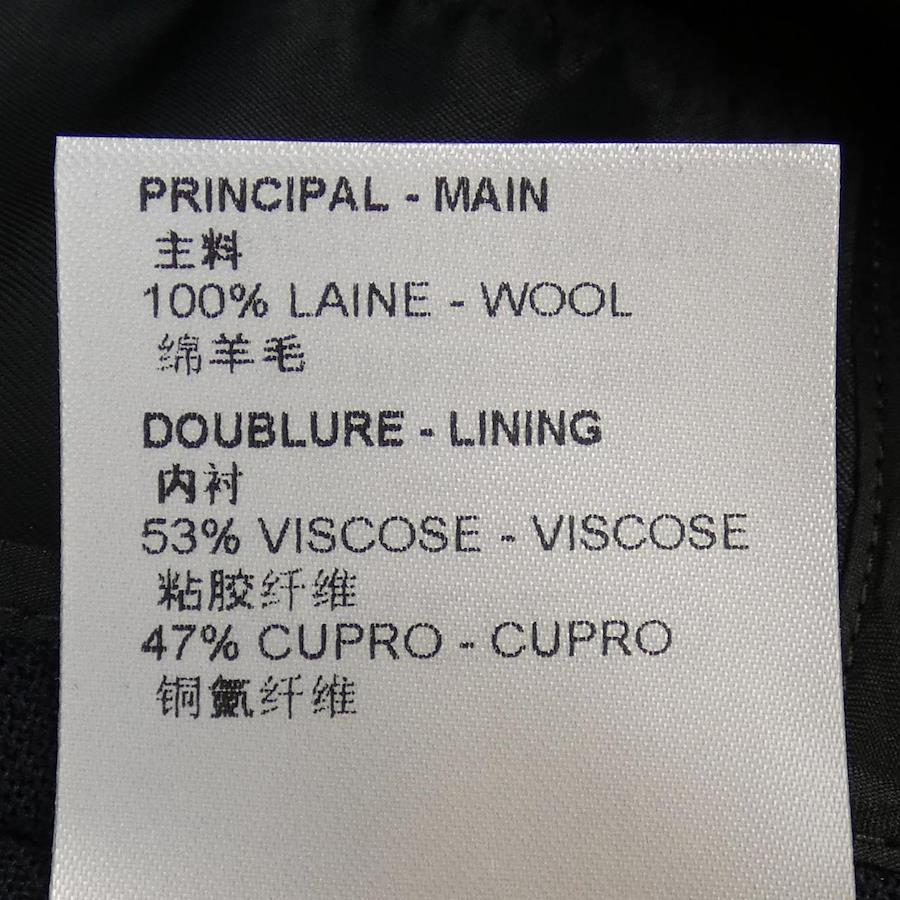 PRINCIPAL - MAIN
主料
100% LAINE - WOOL
绵羊毛
DOUBLURE - LINING
内衬
53% VISCOSE - VISCOSE
粘胶纤维
47% CUPRO - CUPRO
铜氨纤维